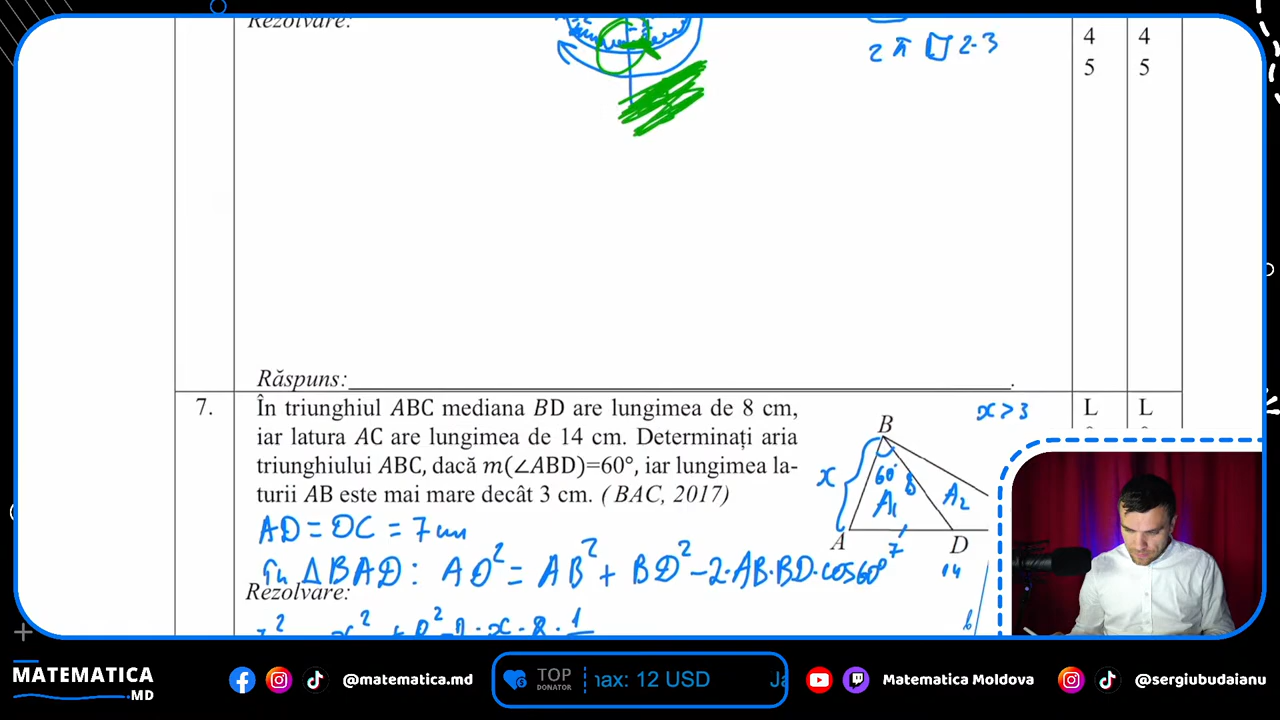 Rezolvare:
2 π 2·3
4 4
5 5
Răspuns:
7. În triunghiul ABC mediana BD are lungimea de 8 cm,
iar latura AC are lungimea de 14 cm. Determinați aria
triunghiului ABC, dacă m(∠ABD)=60°, iar lungimea la-
turii AB este mai mare decât 3 cm. (BAC, 2017)
x > 3
L L
B
x
60°
8
A₁
A₂
A
7
D
14
AD = DC = 7 cm
în ΔBAD: AD² = AB² + BD² - 2·AB·BD·cos60°
Rezolvare:
MATEMATICA
.MD
@matematica.md
TOP
DONATOR
max: 12 USD
Ja
Matematica Moldova
@sergiubudaianu